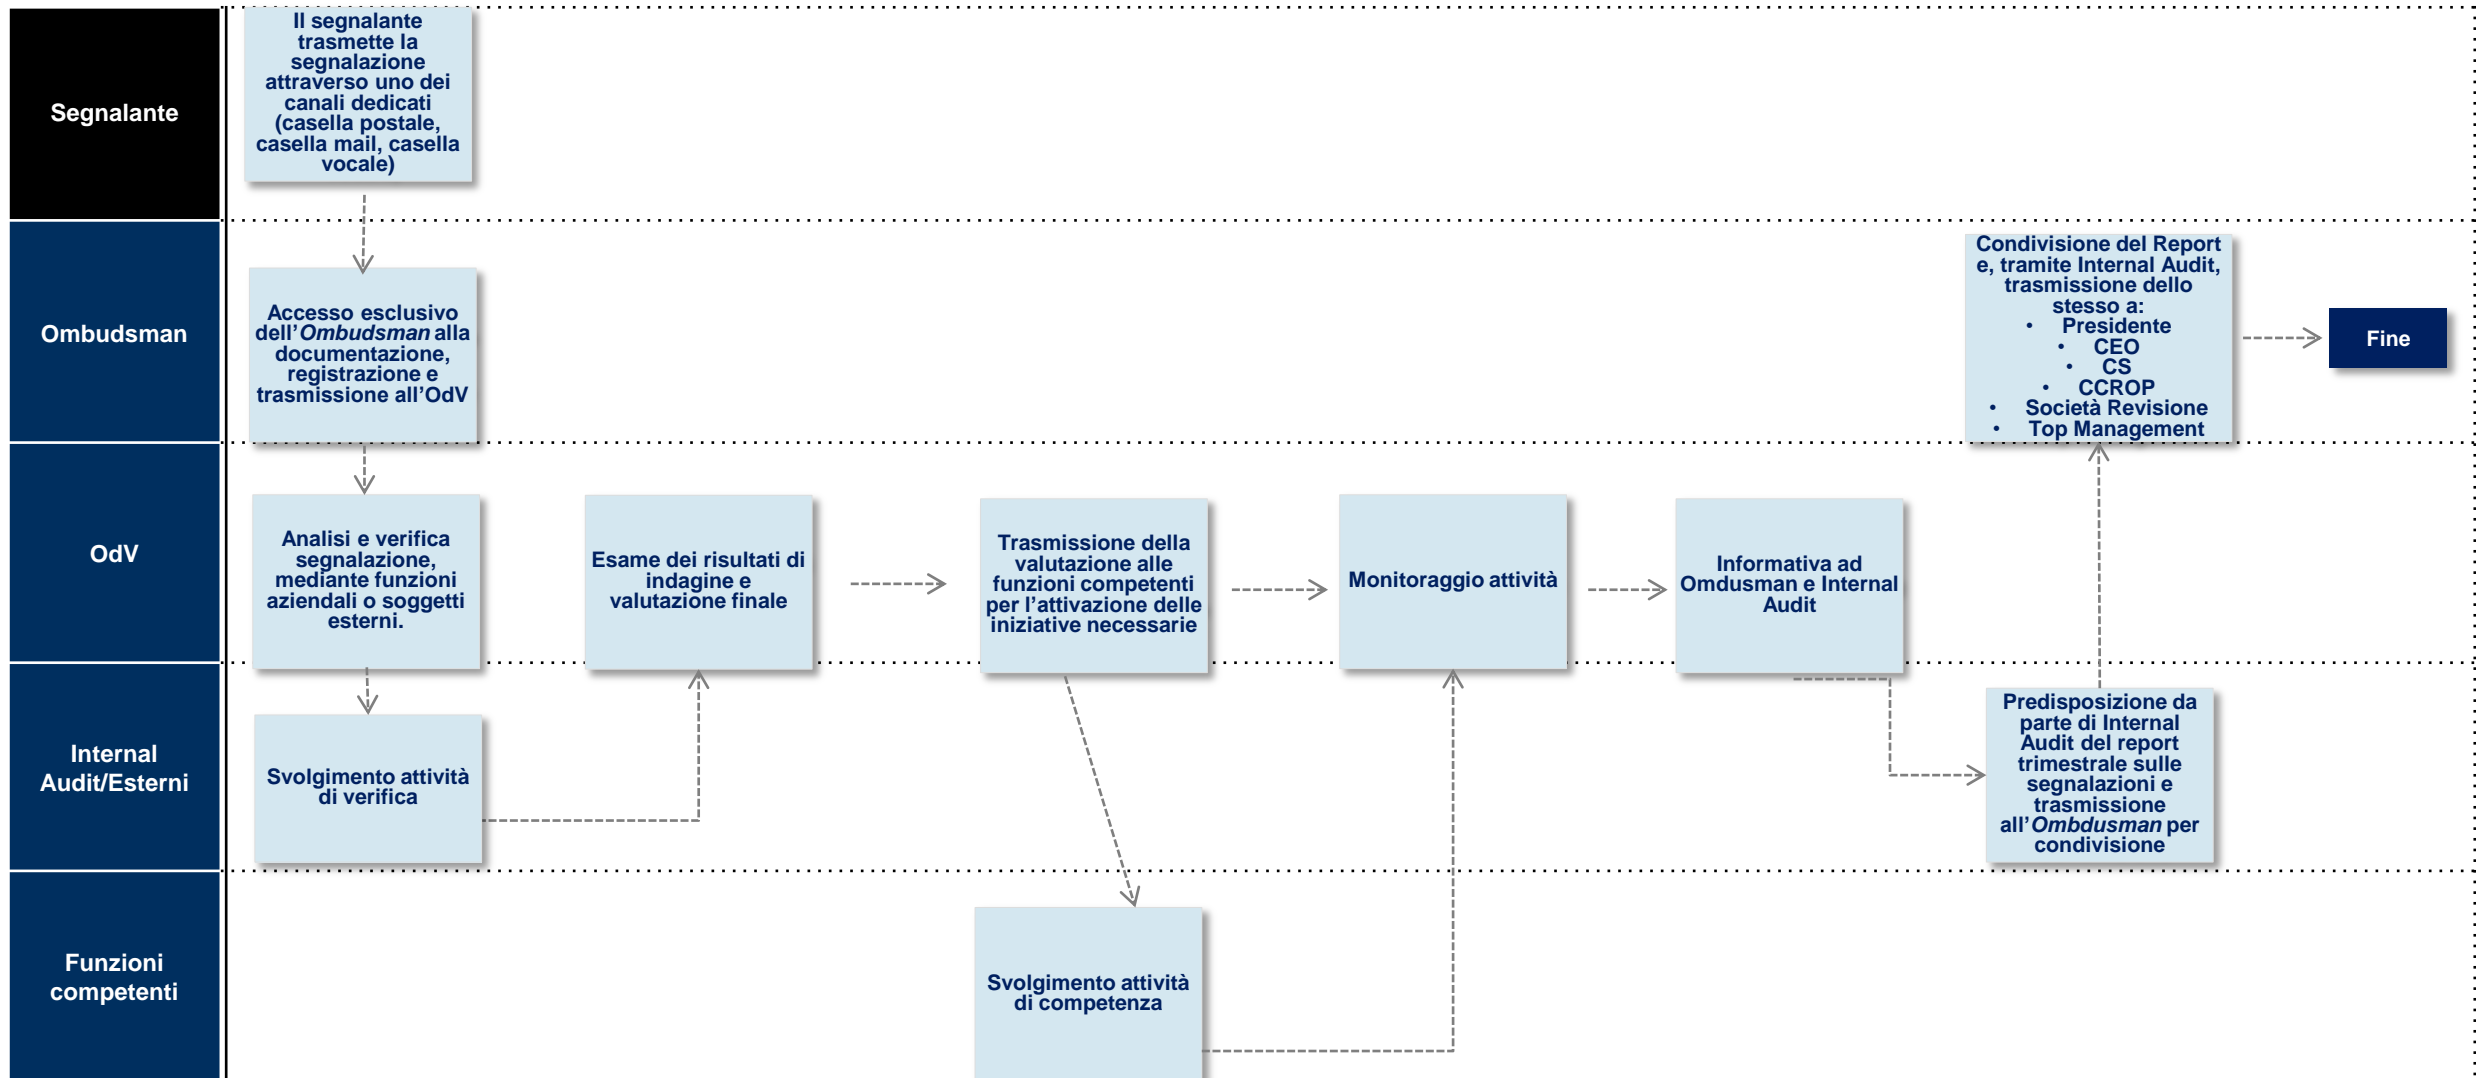 Segnalante
Il segnalante
trasmette la
segnalazione
attraverso uno dei
canali dedicati
(casella postale,
casella mail, casella
vocale)
Ombudsman
Accesso esclusivo
dell’Ombudsman alla
documentazione,
registrazione e
trasmissione all’OdV
Condivisione del Report
e, tramite Internal Audit,
trasmissione dello
stesso a:
• Presidente
• CEO
• CS
• CCROP
• Società Revisione
• Top Management
Fine
OdV
Analisi e verifica
segnalazione,
mediante funzioni
aziendali o soggetti
esterni.
Esame dei risultati di
indagine e
valutazione finale
Trasmissione della
valutazione alle
funzioni competenti
per l’attivazione delle
iniziative necessarie
Monitoraggio attività
Informativa ad
Omdusman e Internal
Audit
Internal
Audit/Esterni
Svolgimento attività
di verifica
Predisposizione da
parte di Internal
Audit del report
trimestrale sulle
segnalazioni e
trasmissione
all’Ombdusman per
condivisione
Funzioni
competenti
Svolgimento attività
di competenza